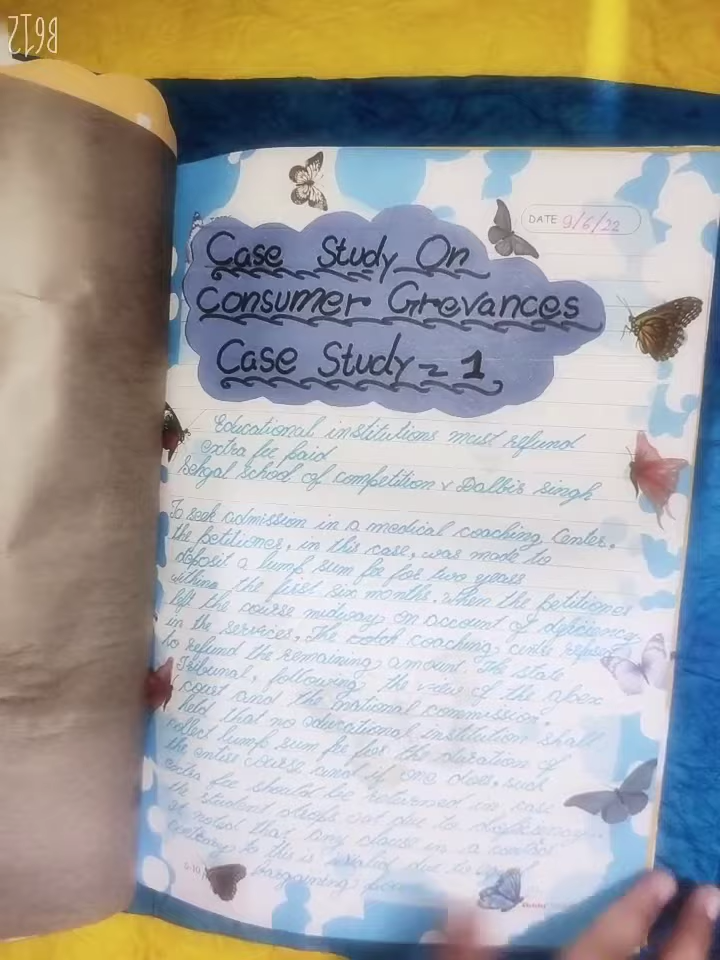 B612
DATE 9/6/22
Case Study On
Consumer Grevances
Case Study - 1
Educational institutions must refund
extra fee paid
Sehgal School of competition v Dalbir singh
To seek admission in a medical coaching Center,
the petitioner, in this case, was made to
deposit a lump sum fee for two years
within the first six months. When the petitioner
left the course midway on account of deficiency
in the services, The coaching centre
to refund the remaining amount The State
Tribunal, following the view of the apex
court and the national commission.
held that no educational institution shall
collect lump sum fee for the duration of
the entire course and if one does, such
extra fee should be returned in case
the student drops out due to deficiency.
it noted that any clause in a
contrary to this is due to
bargaining